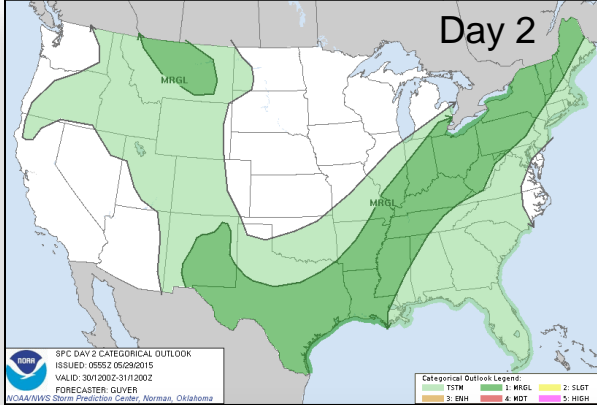 Day 2
MRGL
MRGL
NOAA
SPC DAY 2 CATEGORICAL OUTLOOK
ISSUED: 0555Z 05/29/2015
VALID: 30/1200Z-31/1200Z
FORECASTER: GUYER
NOAA/NWS Storm Prediction Center, Norman, Oklahoma
Categorical Outlook Legend:
TSTM 1: MRGL 2: SLGT
3: ENH 4: MDT 5: HIGH